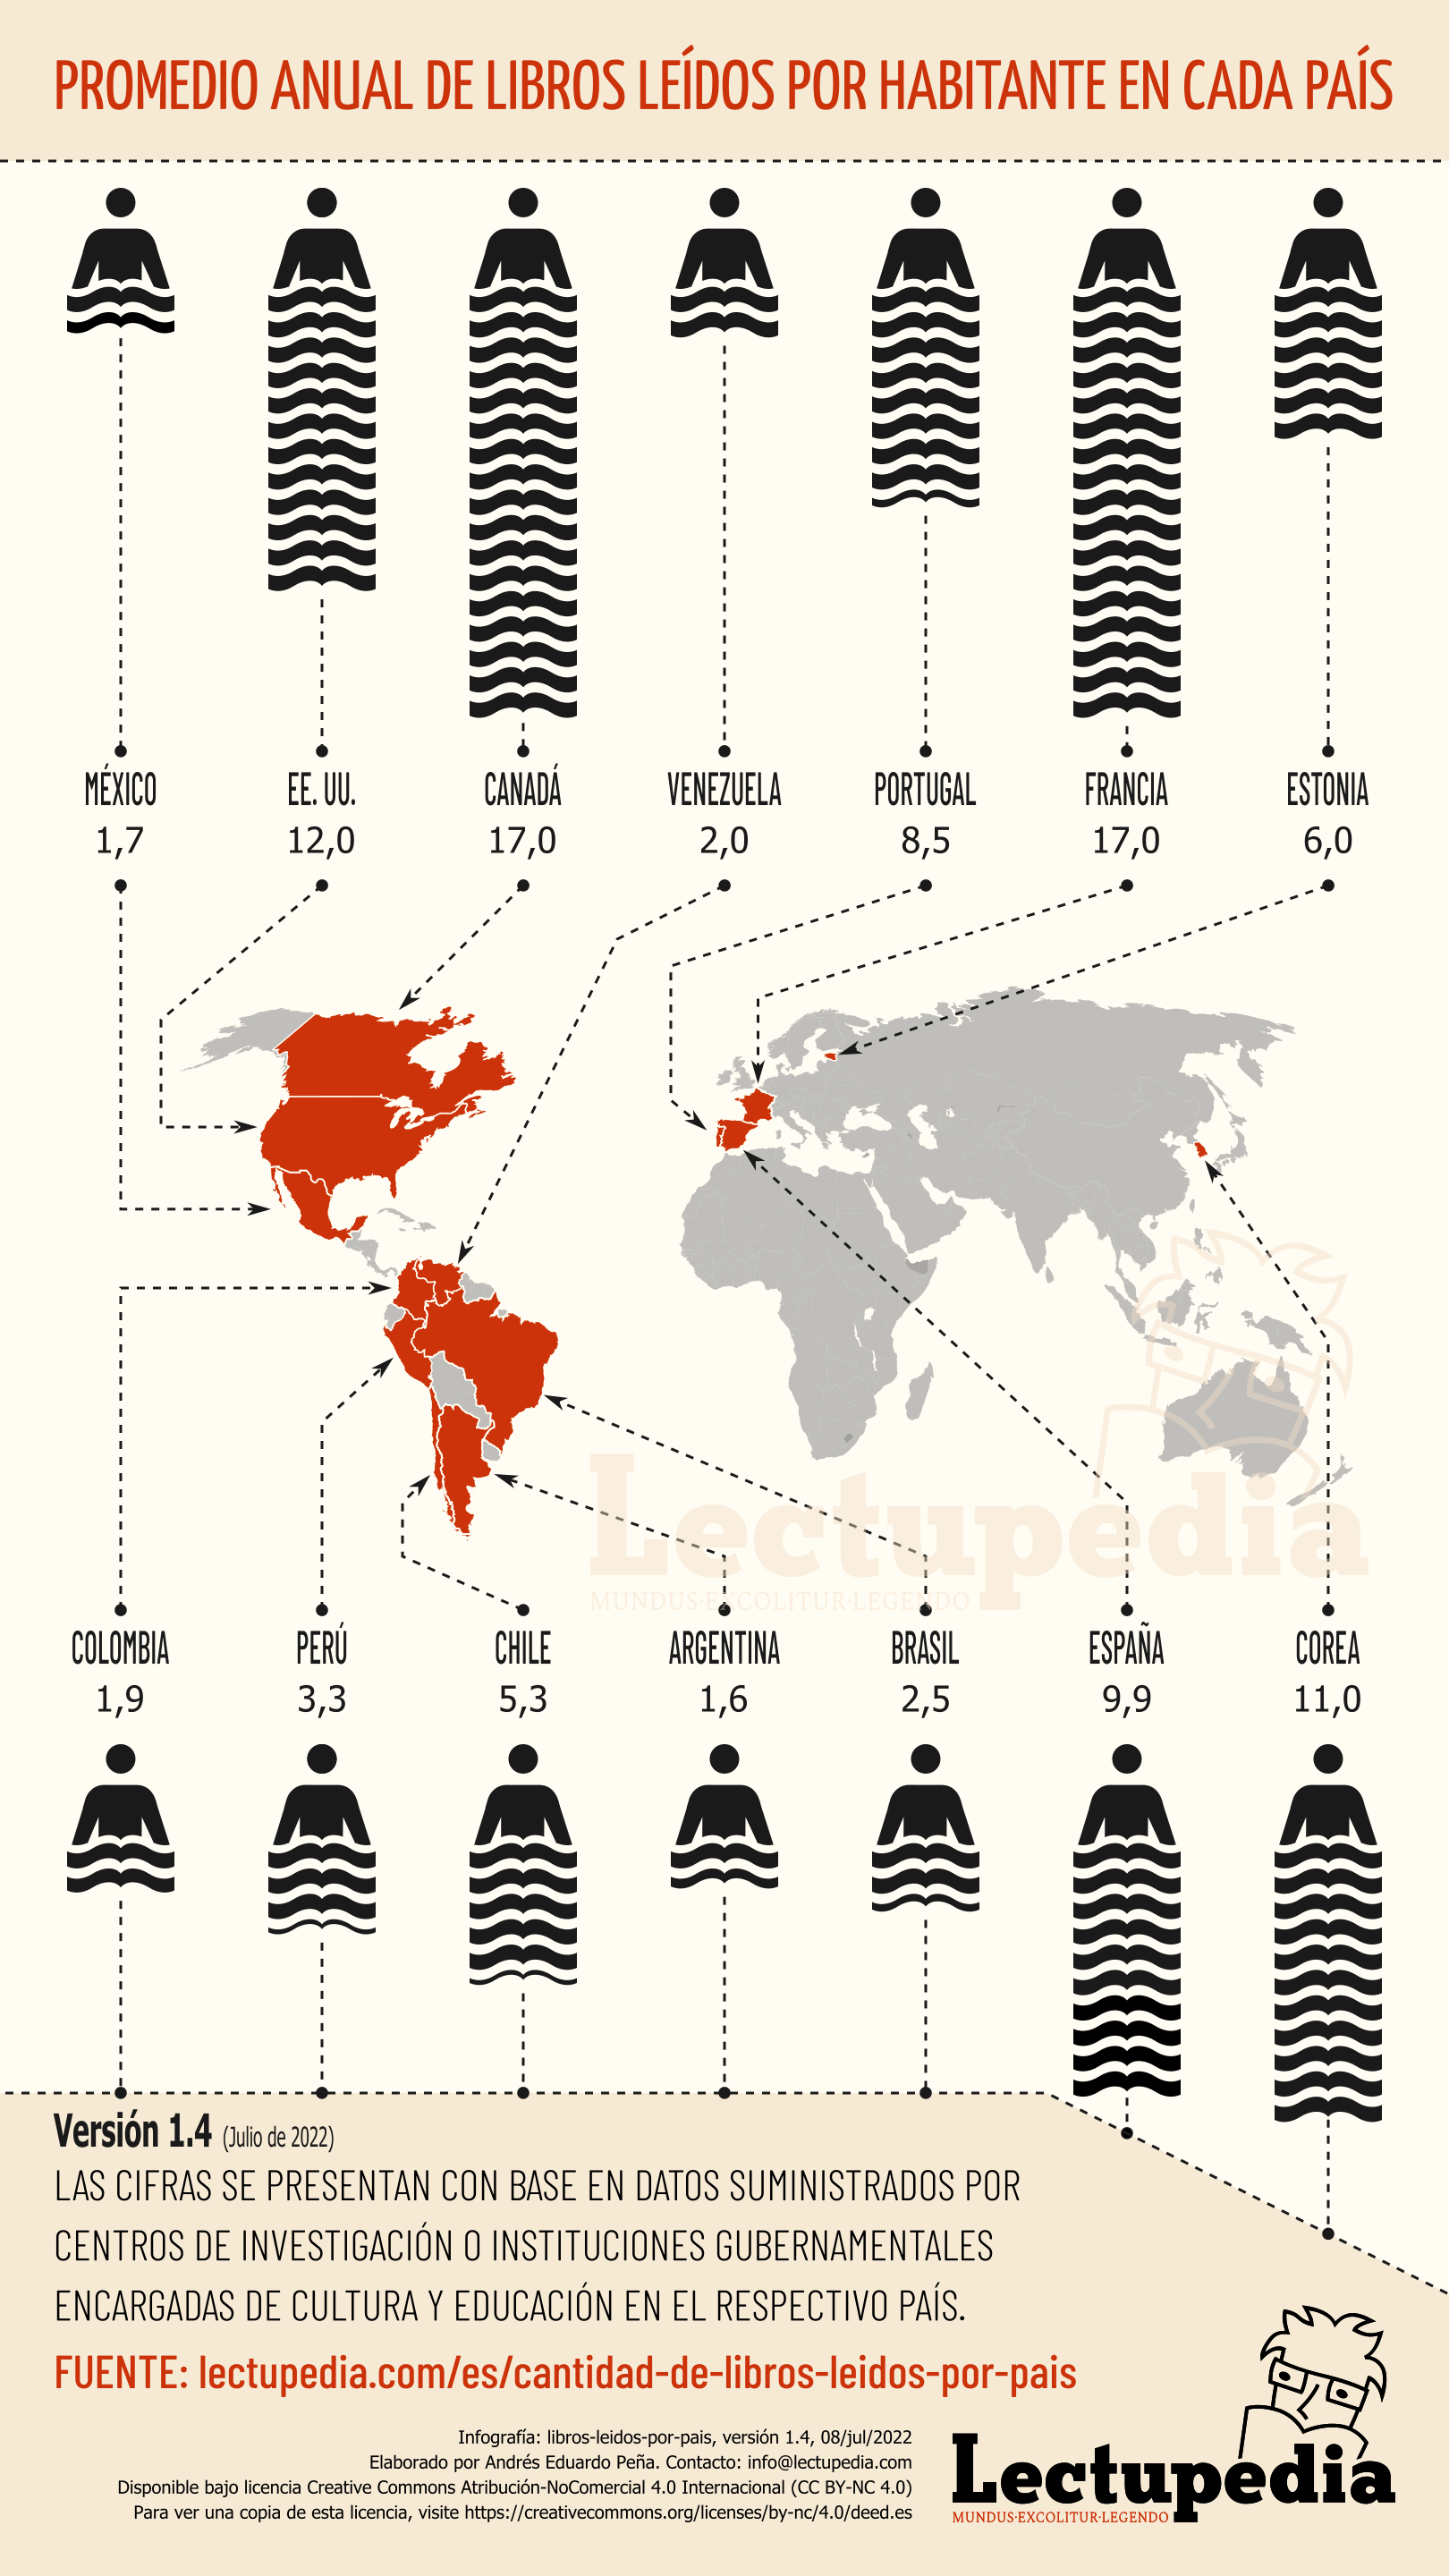 PROMEDIO ANUAL DE LIBROS LEÍDOS POR HABITANTE EN CADA PAÍS
MÉXICO
1,7
EE. UU.
12,0
CANADÁ
17,0
VENEZUELA
2,0
PORTUGAL
8,5
FRANCIA
17,0
ESTONIA
6,0
Lectupedia
MUNDUS·EXCOLITUR·LEGENDO
COLOMBIA
1,9
PERÚ
3,3
CHILE
5,3
ARGENTINA
1,6
BRASIL
2,5
ESPAÑA
9,9
COREA
11,0
Versión 1.4 (Julio de 2022)
LAS CIFRAS SE PRESENTAN CON BASE EN DATOS SUMINISTRADOS POR
CENTROS DE INVESTIGACIÓN O INSTITUCIONES GUBERNAMENTALES
ENCARGADAS DE CULTURA Y EDUCACIÓN EN EL RESPECTIVO PAÍS.
FUENTE: lectupedia.com/es/cantidad-de-libros-leidos-por-pais
Infografía: libros-leidos-por-pais, versión 1.4, 08/jul/2022
Elaborado por Andrés Eduardo Peña. Contacto: info@lectupedia.com
Disponible bajo licencia Creative Commons Atribución-NoComercial 4.0 Internacional (CC BY-NC 4.0)
Para ver una copia de esta licencia, visite https://creativecommons.org/licenses/by-nc/4.0/deed.es
Lectupedia
MUNDUS·EXCOLITUR·LEGENDO